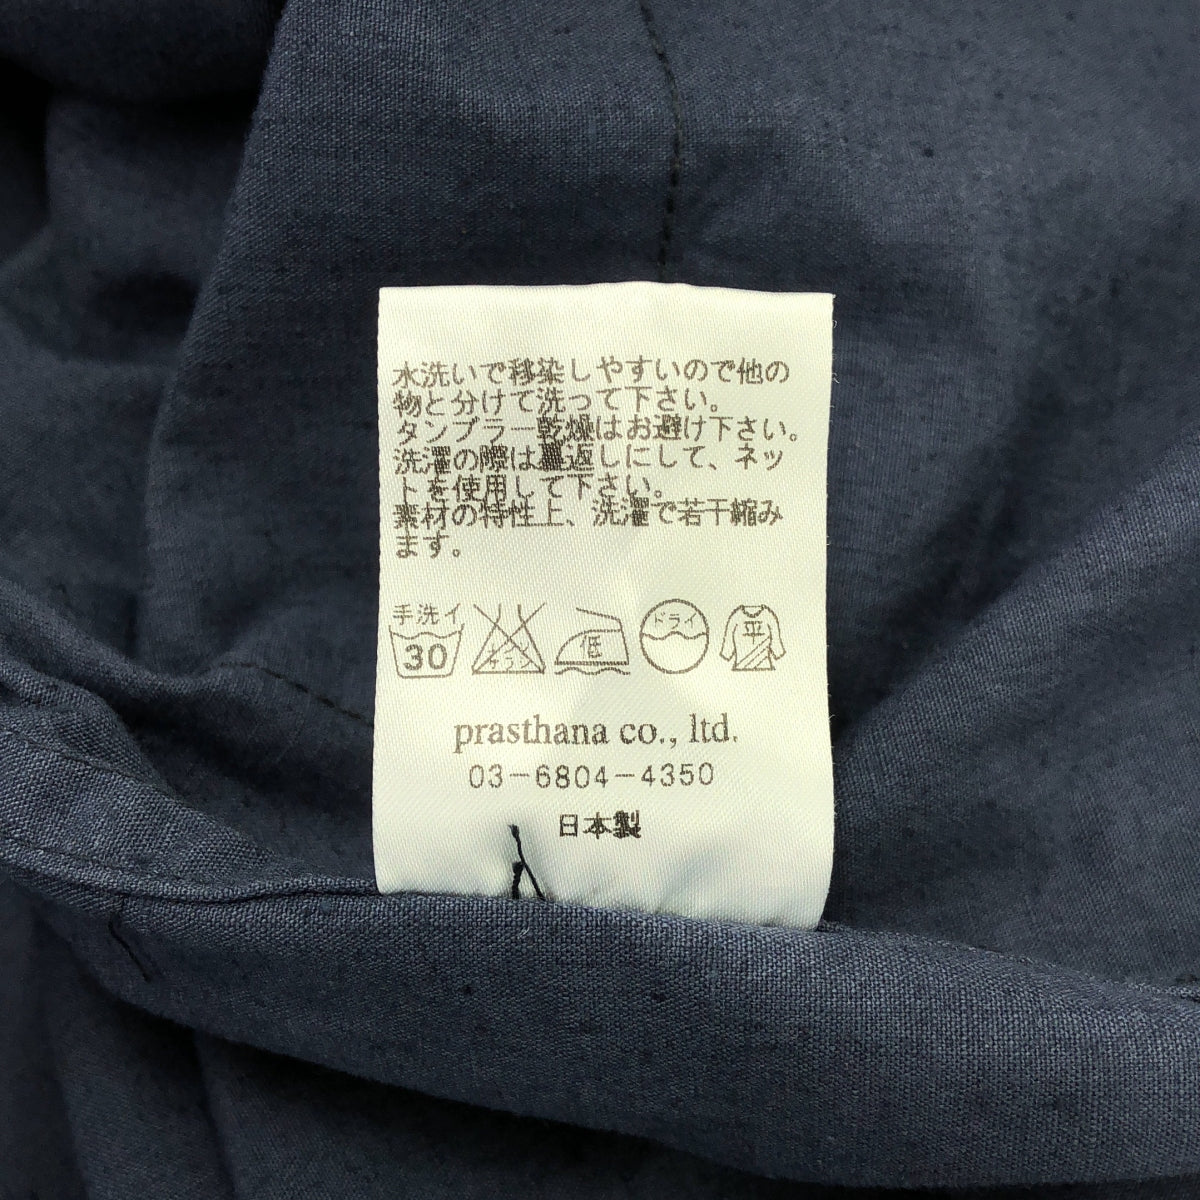 水洗いで移染しやすいので他の
物と分けて洗って下さい。
タンブラー乾燥はお避け下さい。
洗濯の際は裏返しにして、ネッ
トを使用して下さい。
素材の特性上、洗濯で若干縮み
ます。
手洗イ 30 エンソサラシ 低 ドライ 平
prasthana co., ltd.
03-6804-4350
日本製